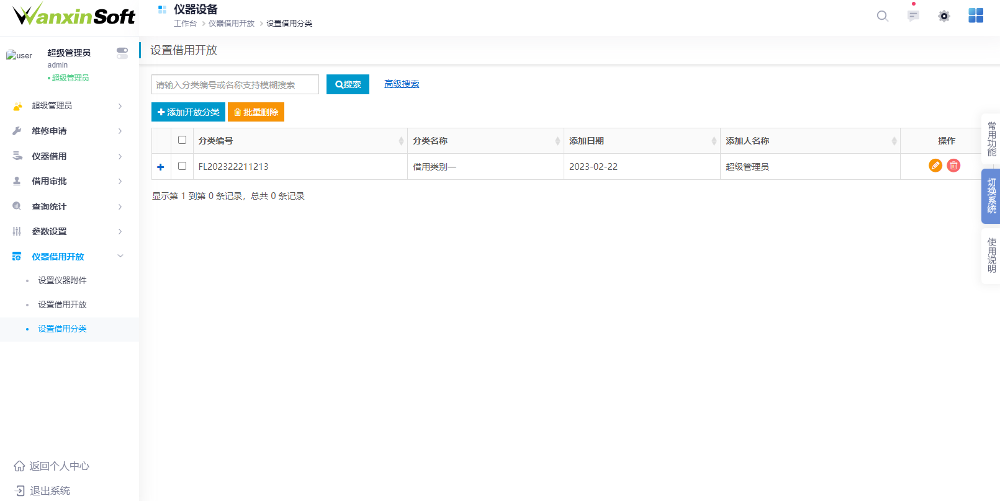 WanxinSoft
仪器设备
工作台 > 仪器借用开放 > 设置借用分类
user
超级管理员
admin
超级管理员
超级管理员
维修申请
仪器借用
借用审批
查询统计
参数设置
仪器借用开放
设置仪器附件
设置借用开放
设置借用分类
返回个人中心
退出系统
设置借用开放
请输入分类编号或名称支持模糊搜索 搜索 高级搜索
添加开放分类 批量删除
分类编号 分类名称 添加日期 添加人名称 操作
FL202322211213 借用类别一 2023-02-22 超级管理员
显示第 1 到第 0 条记录，总共 0 条记录
常用功能
切换系统
使用说明